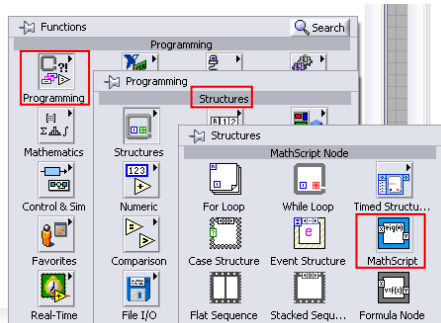 Functions
Search
Programming
Programming
Structures
Programming
Structures
MathScript Node
Mathematics
Structures
Control & Sim
Numeric
For Loop
While Loop
Timed Structu...
Favorites
Comparison
Case Structure
Event Structure
MathScript
Real-Time
File I/O
Flat Sequence
Stacked Sequ...
Formula Node